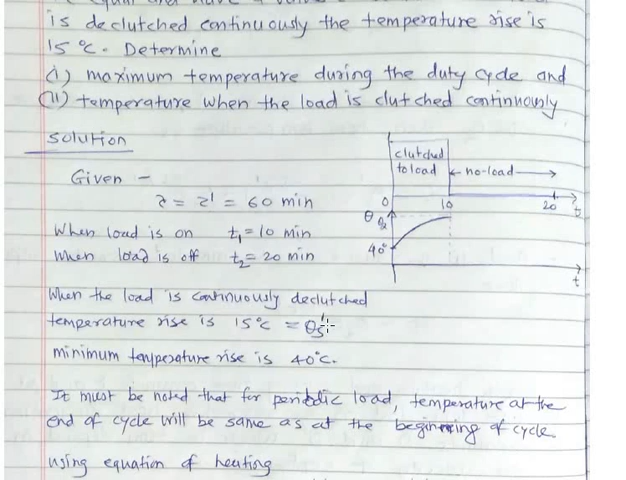 is declutched continuously the temperature rise is
15 °C. Determine
(i) maximum temperature during the duty cycle and
(ii) temperature when the load is clutched continuously
Solution
clutched
to load
no-load
0
10
20
t
Given -
τ = τ' = 60 min
When load is on t₁ = 10 min
When load is off t₂ = 20 min
θ
θ₂
40°
t
When the load is continuously declutched
temperature rise is 15°C = θs'
minimum temperature rise is 40°C.
It must be noted that for periodic load, temperature at the
end of cycle will be same as at the beginning of cycle
using equation of heating